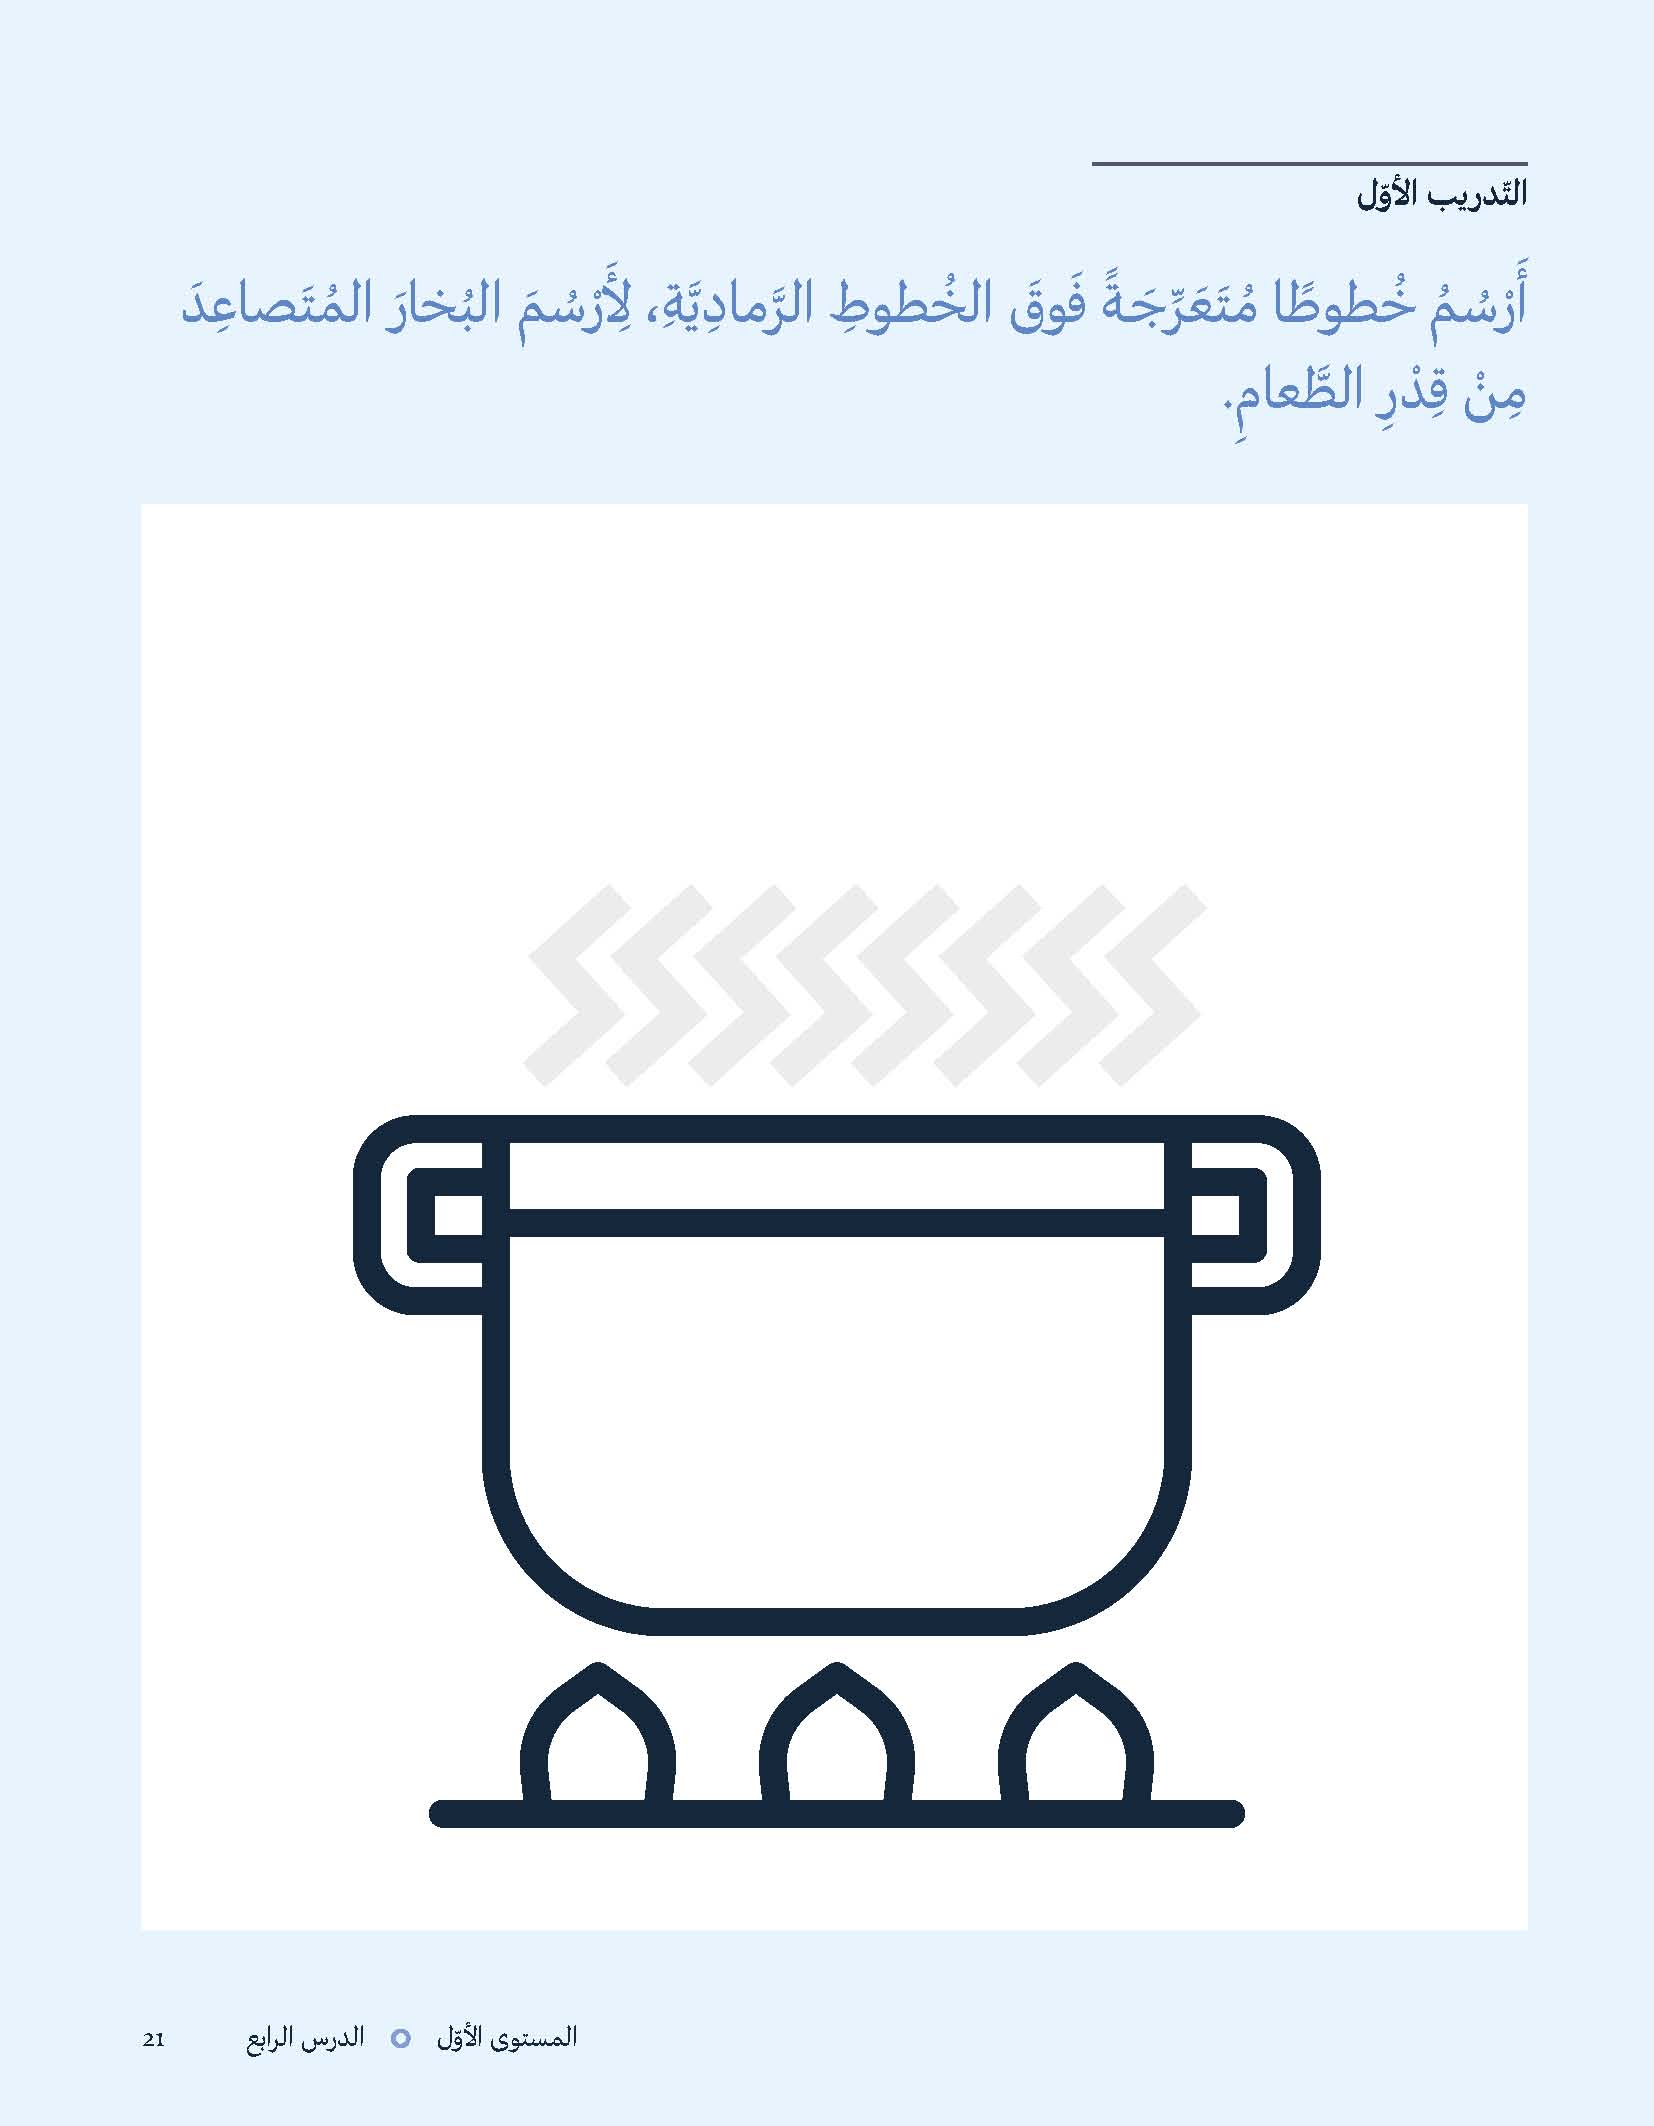 التّدريب الأوّل
أَرْسُمُ خُطوطًا مُتَعَرِّجَةً فَوقَ الخُطوطِ الرَّمادِيَّةِ، لِأَرْسُمَ البُخارَ المُتَصاعِدَ
مِنْ قِدْرِ الطَّعامِ.
المستوى الأوّل الدرس الرابع 21